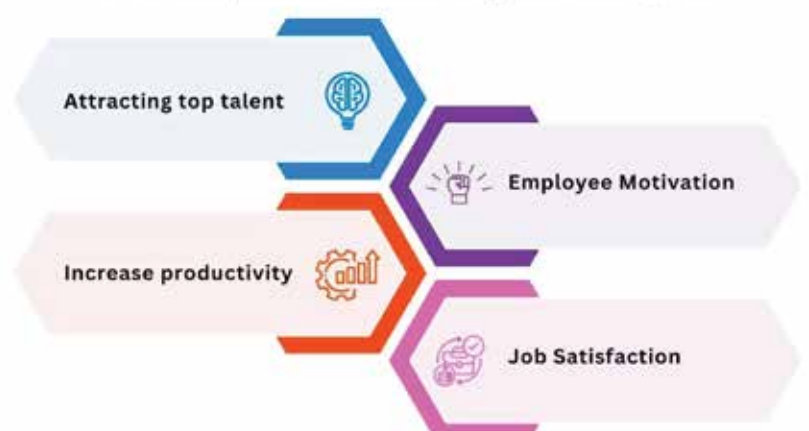 Attracting top talent
Employee Motivation
Increase productivity
Job Satisfaction